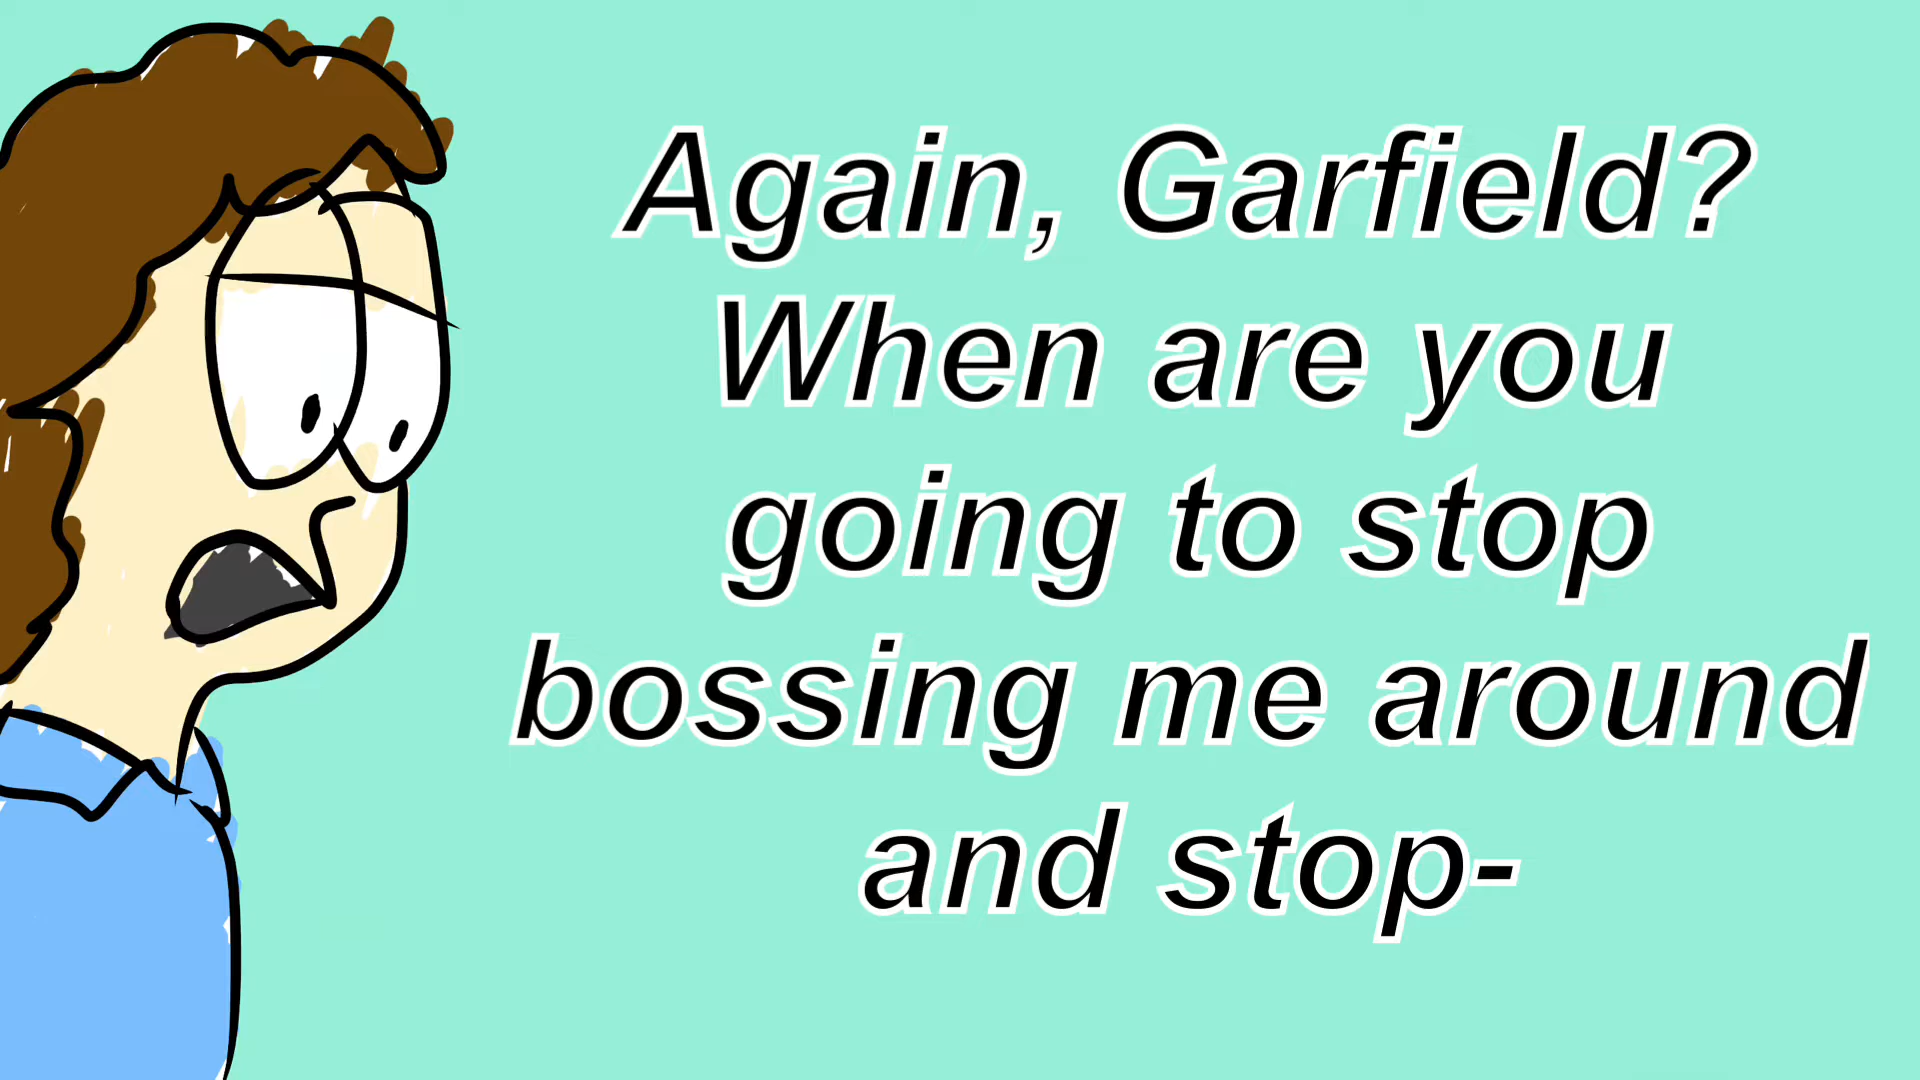 Again, Garfield?
When are you
going to stop
bossing me around
and stop-